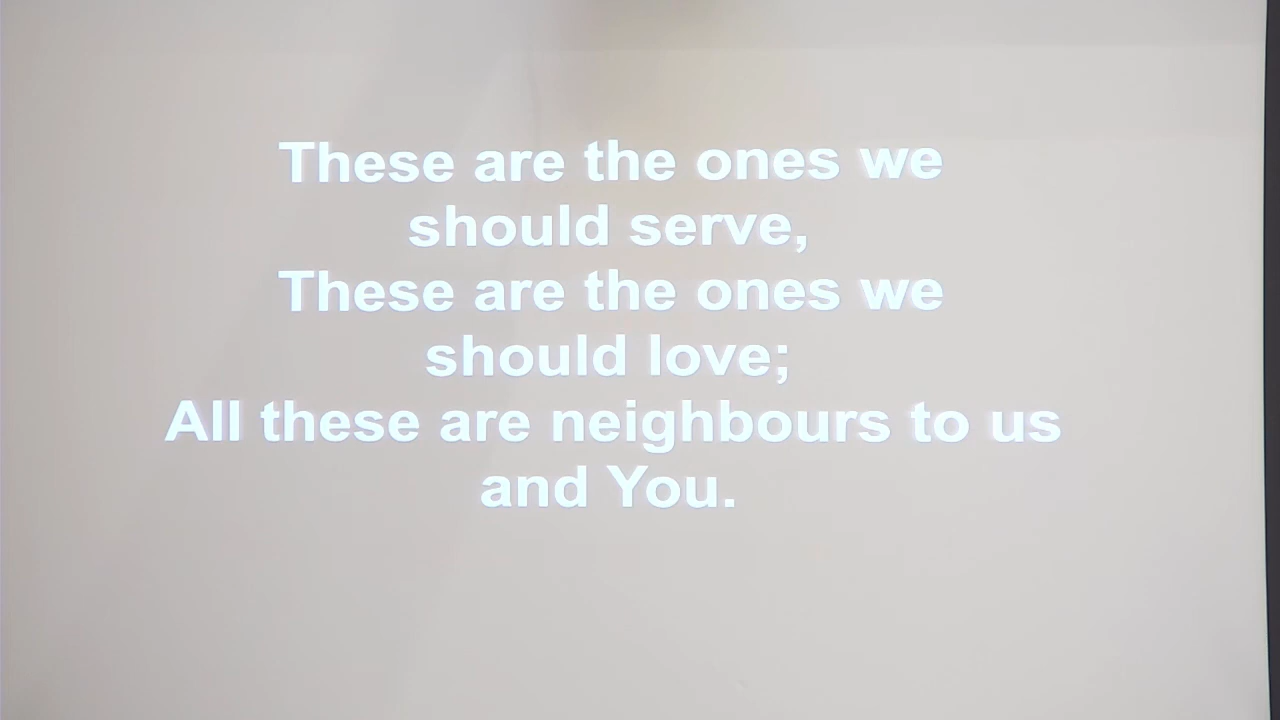 These are the ones we
should serve,
These are the ones we
should love;
All these are neighbours to us
and You.